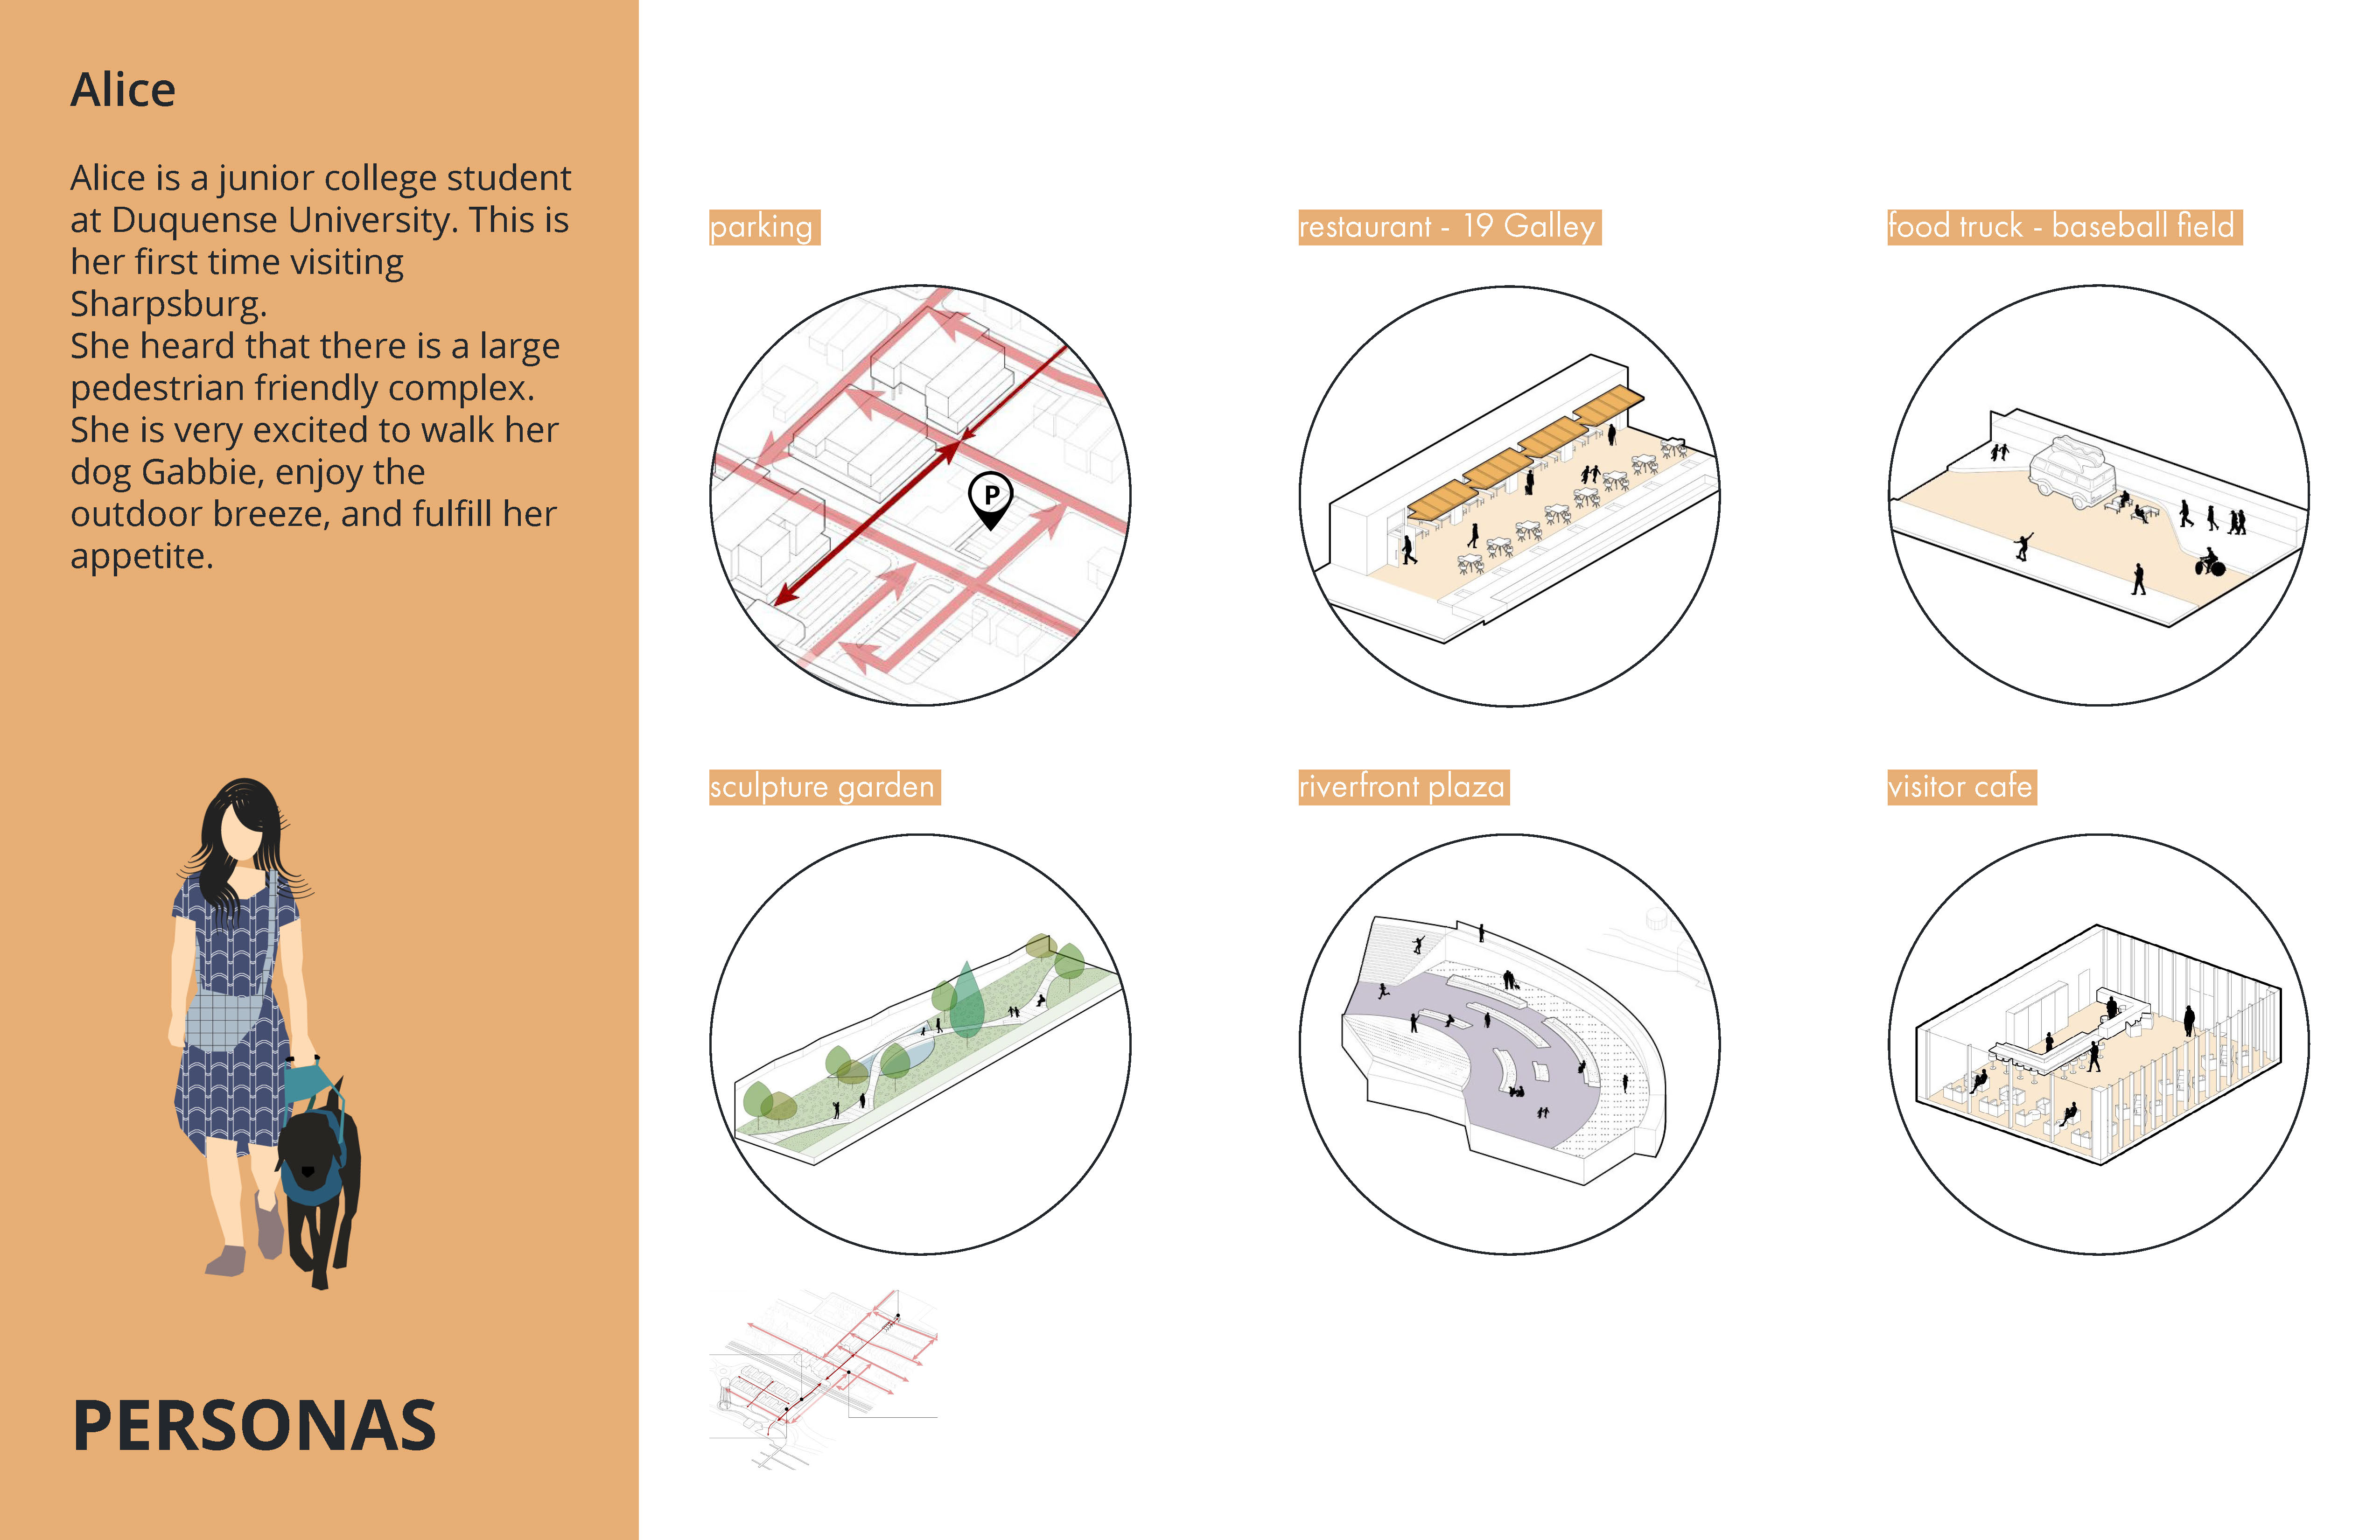 Alice
Alice is a junior college student
at Duquense University. This is
her first time visiting
Sharpsburg.
She heard that there is a large
pedestrian friendly complex.
She is very excited to walk her
dog Gabbie, enjoy the
outdoor breeze, and fulfill her
appetite.
PERSONAS
parking
restaurant - 19 Galley
food truck - baseball field
P
sculpture garden
riverfront plaza
visitor cafe